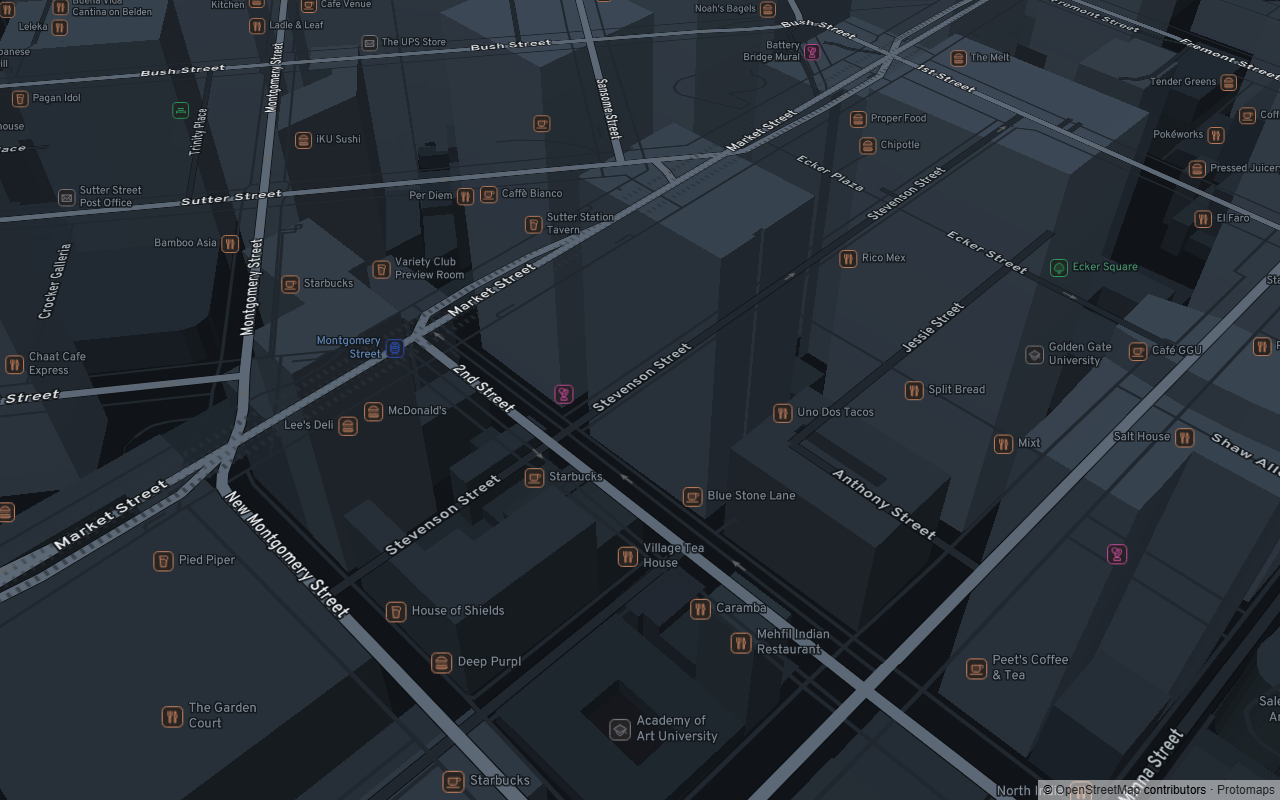 Buena Vida
Cantina on Belden
Kitchen
Cafe Venue
Noah's Bagels
Fremont Street
Leleka
Ladle & Leaf
The UPS Store
Bush Street
Bush Street
Bush Street
Battery
Bridge Mural
The Melt
Fremont Street
1st Street
Tender Greens
Pagan Idol
Montgomery Street
Trinity Place
Sansome Street
Market Street
Proper Food
Pokéworks
iKU Sushi
Chipotle
Ecker Plaza
Stevenson Street
Pressed Juicery
Sutter Street
Post Office
Sutter Street
Per Diem
Caffè Bianco
Sutter Station
Tavern
El Faro
Bamboo Asia
Crocker Galleria
Montgomery Street
Variety Club
Preview Room
Starbucks
Market Street
Rico Mex
Ecker Street
Ecker Square
Montgomery
Street
Jessie Street
Golden Gate
University
Café GGU
Chaat Cafe
Express
Street
2nd Street
Stevenson Street
Split Bread
McDonald's
Lee's Deli
Uno Dos Tacos
Mixt
Salt House
Starbucks
Blue Stone Lane
Anthony Street
Market Street
New Montgomery Street
Stevenson Street
Pied Piper
Village Tea
House
House of Shields
Caramba
Mehfil Indian
Restaurant
Deep Purpl
Peet's Coffee
& Tea
The Garden
Court
Academy of
Art University
Starbucks
© OpenStreetMap contributors · Protomaps